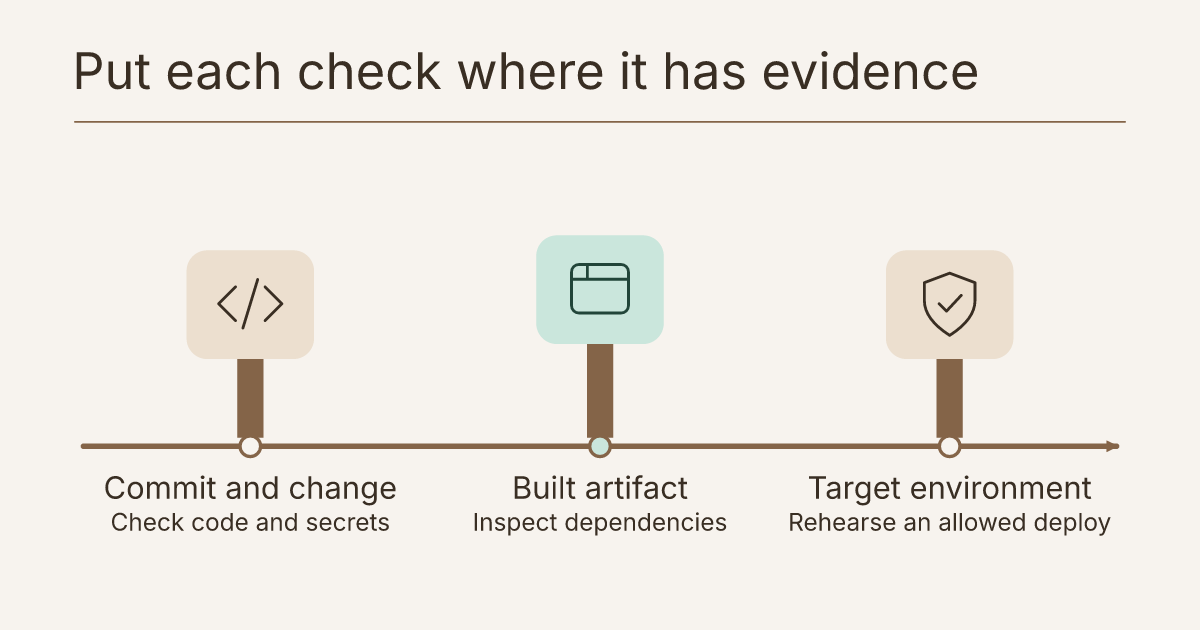 Put each check where it has evidence
Commit and change
Check code and secrets
Built artifact
Inspect dependencies
Target environment
Rehearse an allowed deploy